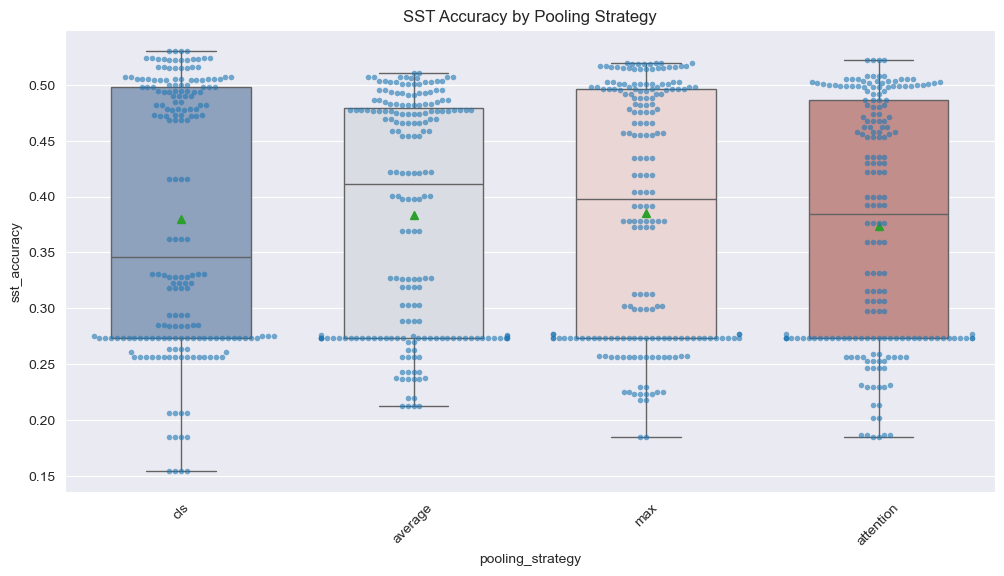 SST Accuracy by Pooling Strategy
sst_accuracy
0.50
0.45
0.40
0.35
0.30
0.25
0.20
0.15
cls
average
max
attention
pooling_strategy